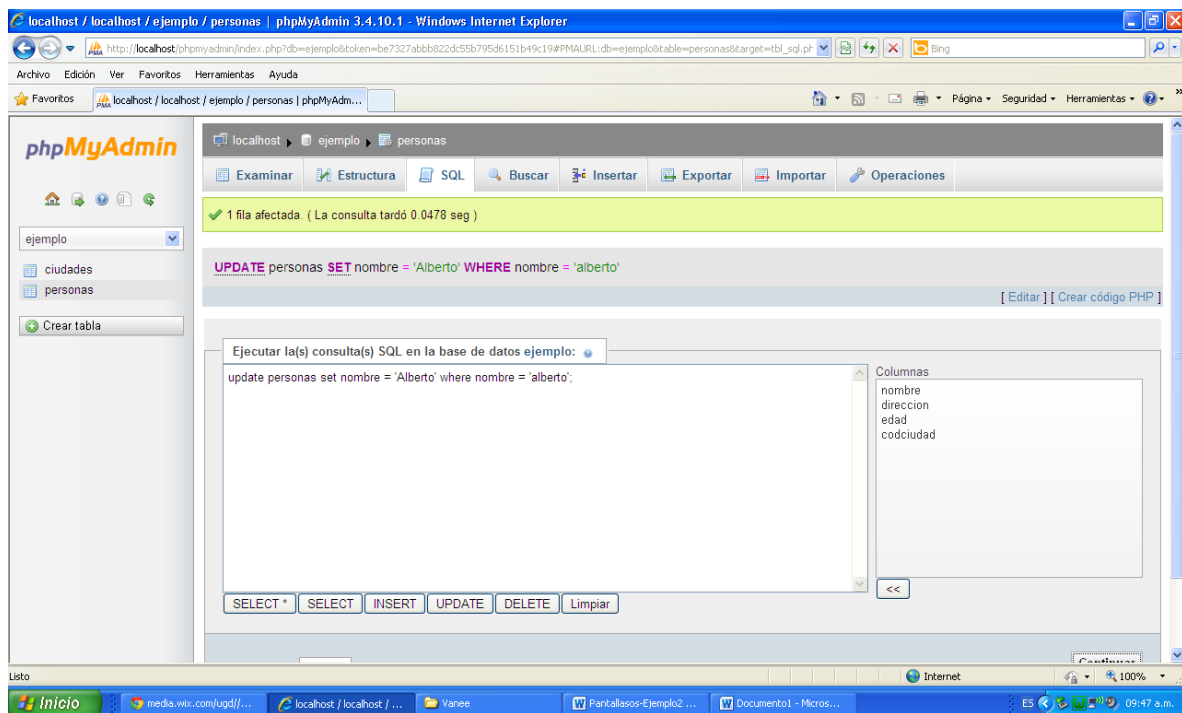 localhost / localhost / ejemplo / personas | phpMyAdmin 3.4.10.1 - Windows Internet Explorer
http://localhost/phpmyadmin/index.php?db=ejemplo&token=be7327abbb822dc55b795d6151b49c19#PMAURL:db=ejemplo&table=personas&target=tbl_sql.ph
Bing
Archivo Edición Ver Favoritos Herramientas Ayuda
Favoritos
PMA localhost / localhost / ejemplo / personas | phpMyAdm...
Página Seguridad Herramientas
phpMyAdmin
localhost ejemplo personas
Examinar Estructura SQL Buscar Insertar Exportar Importar Operaciones
1 fila afectada. ( La consulta tardó 0.0478 seg )
ejemplo
ciudades
personas
Crear tabla
UPDATE personas SET nombre = 'Alberto' WHERE nombre = 'alberto'
[ Editar ] [ Crear código PHP ]
Ejecutar la(s) consulta(s) SQL en la base de datos ejemplo:
update personas set nombre = 'Alberto' where nombre = 'alberto';
Columnas
nombre
direccion
edad
codciudad
<<
SELECT * SELECT INSERT UPDATE DELETE Limpiar
Continuar
Listo
Internet
100%
Inicio
media.wix.com/ugd//...
localhost / localhost / ...
Vanee
Pantallasos-Ejemplo2 ...
Documento1 - Micros...
ES
09:47 a.m.